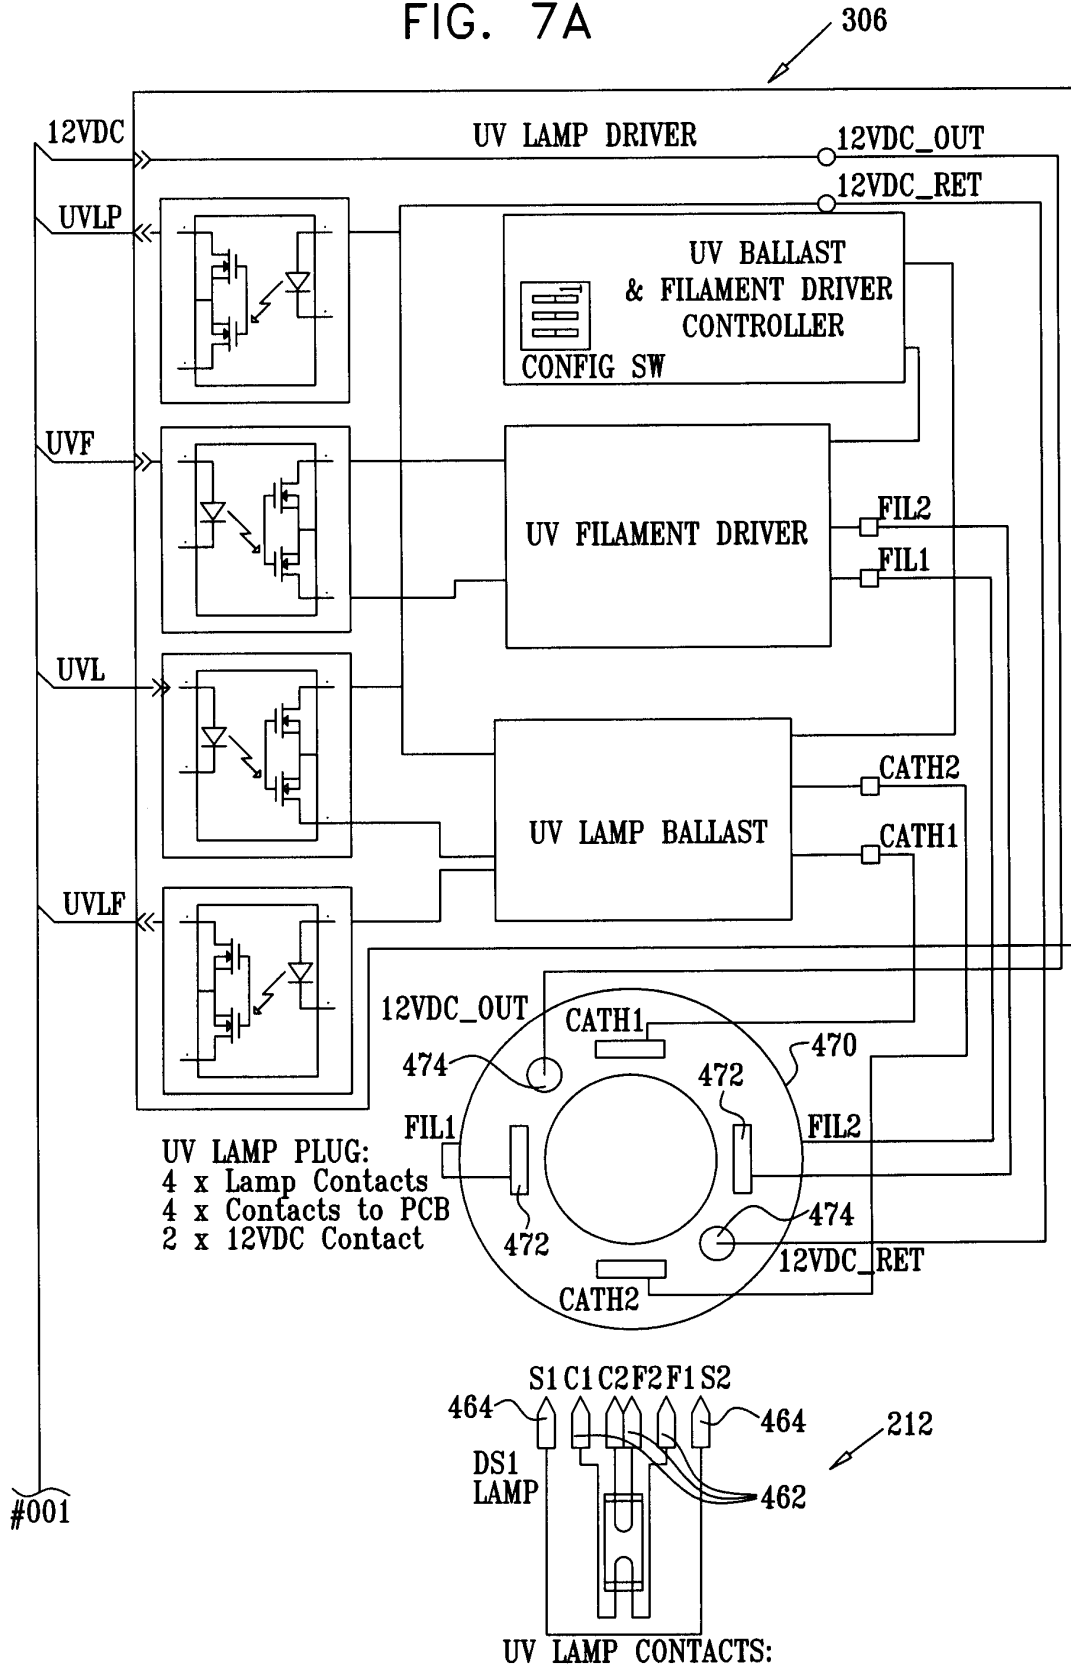 FIG. 7A
306
12VDC
UV LAMP DRIVER
12VDC_OUT
12VDC_RET
UVLP
UV BALLAST
& FILAMENT DRIVER
CONTROLLER
1
CONFIG SW
UVF
UV FILAMENT DRIVER
FIL2
FIL1
UVL
CATH2
UV LAMP BALLAST
CATH1
UVLF
12VDC_OUT
CATH1
470
474
472
FIL1
FIL2
UV LAMP PLUG:
4 x Lamp Contacts
4 x Contacts to PCB
2 x 12VDC Contact
472
474
12VDC_RET
CATH2
S1 C1 C2 F2 F1 S2
464
464
212
DS1
LAMP
462
#001
UV LAMP CONTACTS: